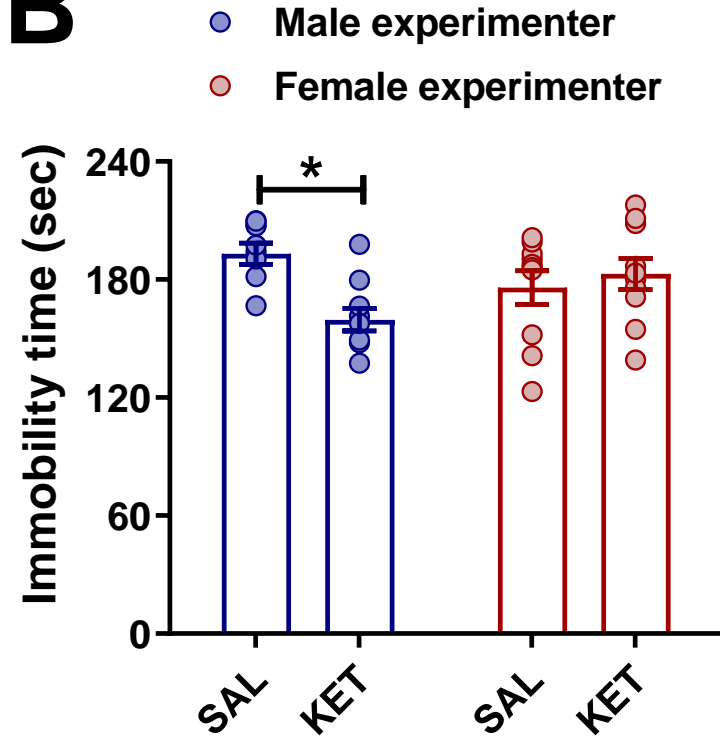 B
Male experimenter
Female experimenter
Immobility time (sec)
240
180
120
60
0
*
SAL
KET
SAL
KET